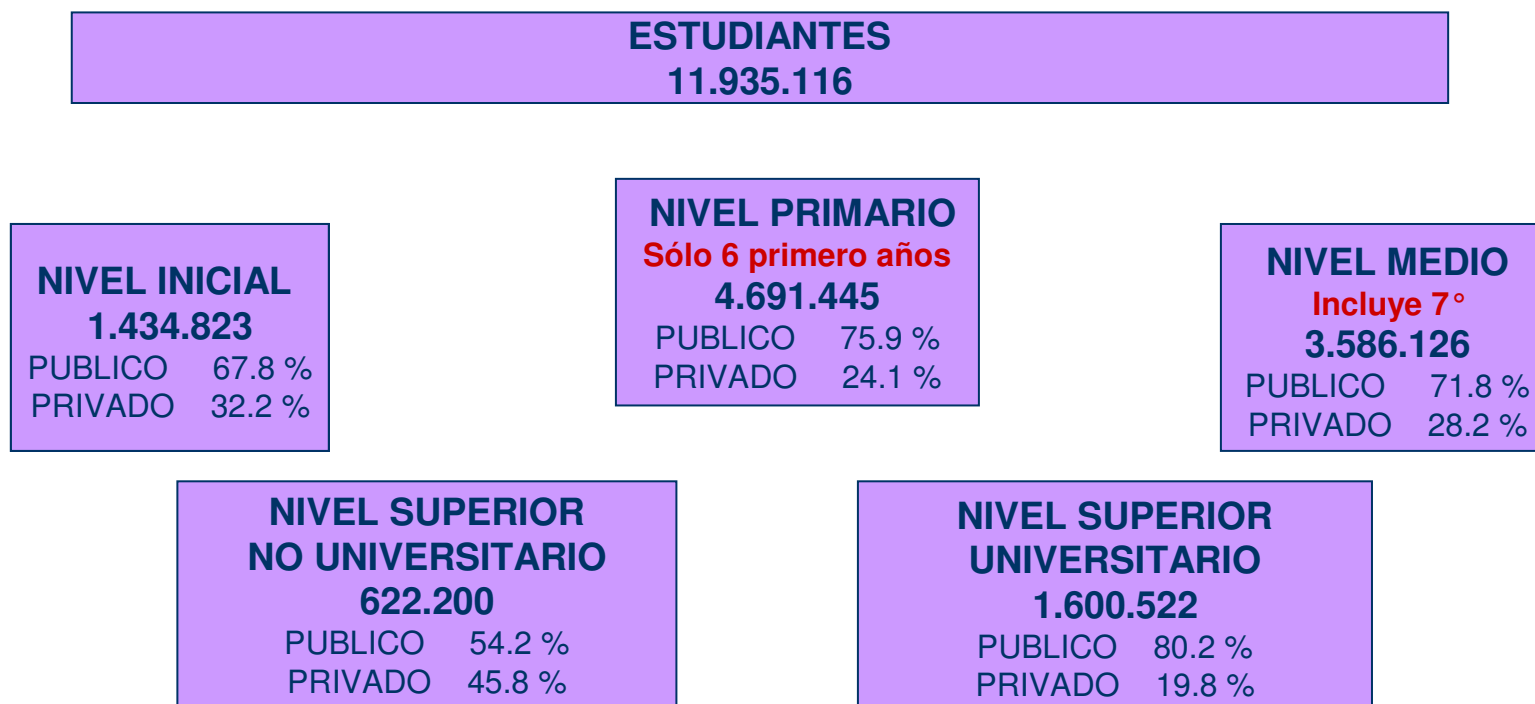 ESTUDIANTES
11.935.116
NIVEL INICIAL
1.434.823
PUBLICO 67.8 %
PRIVADO 32.2 %
NIVEL PRIMARIO
Sólo 6 primero años
4.691.445
PUBLICO 75.9 %
PRIVADO 24.1 %
NIVEL MEDIO
Incluye 7°
3.586.126
PUBLICO 71.8 %
PRIVADO 28.2 %
NIVEL SUPERIOR
NO UNIVERSITARIO
622.200
PUBLICO 54.2 %
PRIVADO 45.8 %
NIVEL SUPERIOR
UNIVERSITARIO
1.600.522
PUBLICO 80.2 %
PRIVADO 19.8 %